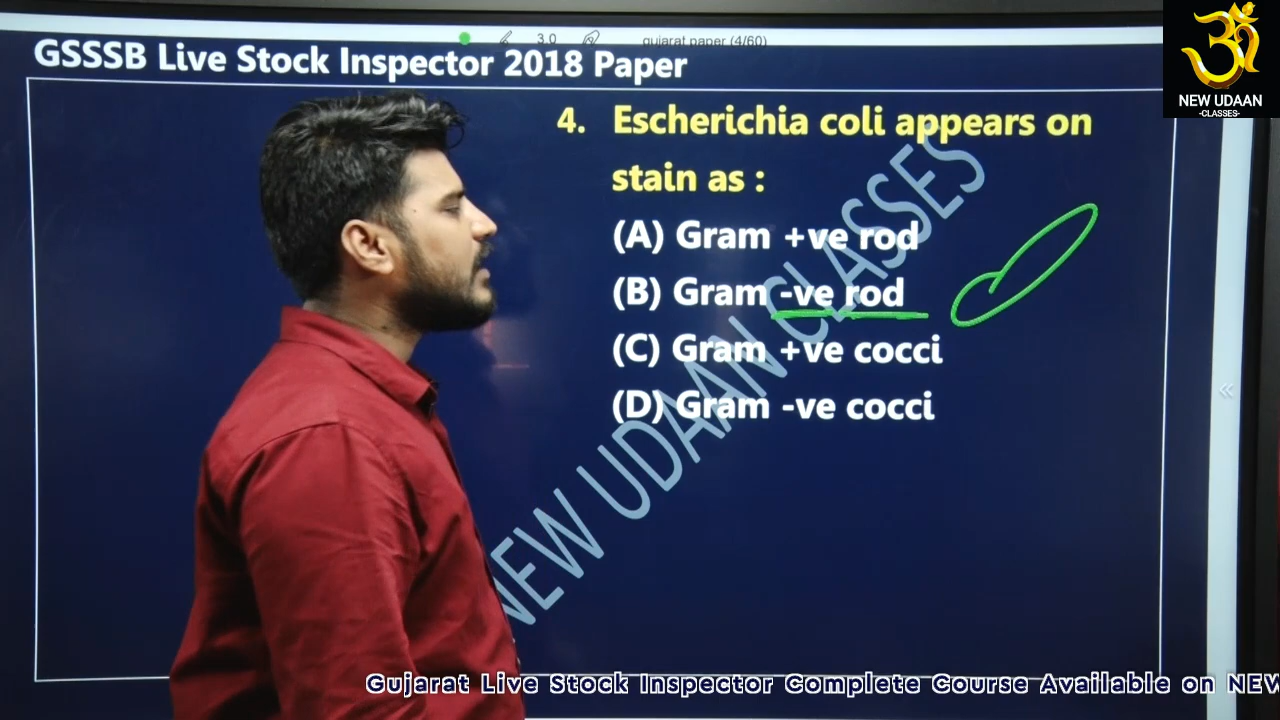 3.0 gujarat paper (4/60)
GSSSB Live Stock Inspector 2018 Paper
NEW UDAAN
-CLASSES-
4. Escherichia coli appears on
stain as :
(A) Gram +ve rod
(B) Gram -ve rod
(C) Gram +ve cocci
(D) Gram -ve cocci
NEW UDAAN CLASSES
Gujarat Live Stock Inspector Complete Course Available on NEW